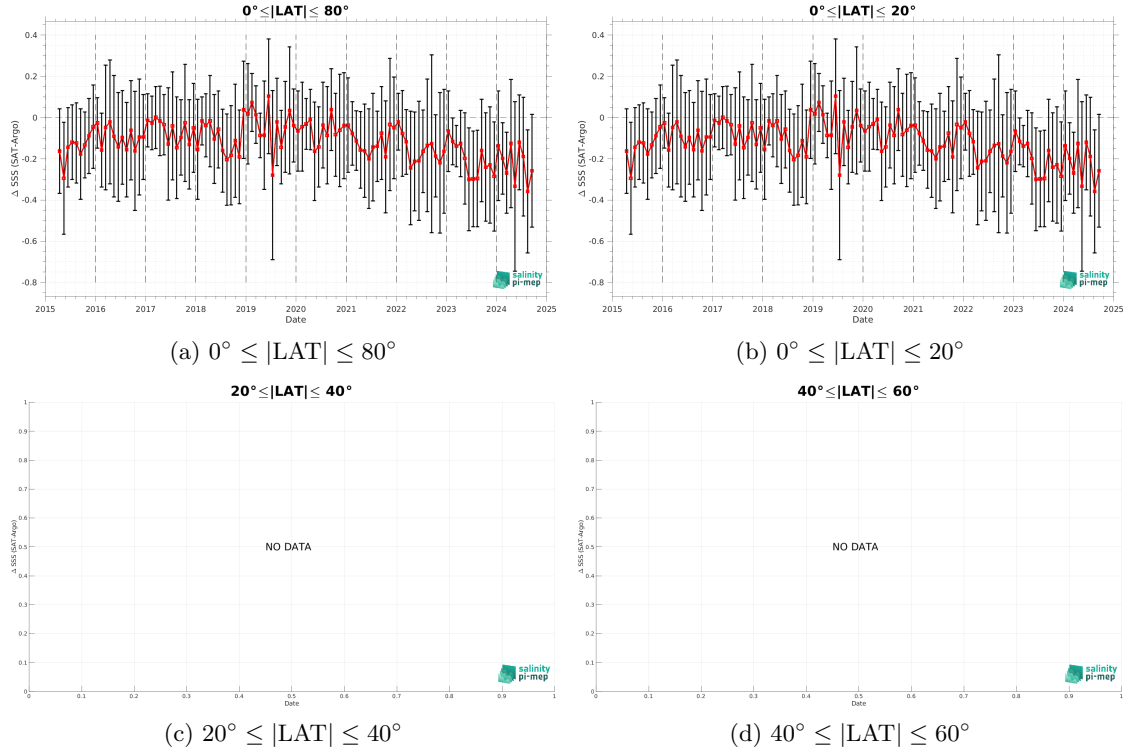 0°≤|LAT|≤ 80°
0.4
0.2
0
-0.2
-0.4
-0.6
-0.8
Δ SSS (SAT-Argo)
2015 2016 2017 2018 2019 2020 2021 2022 2023 2024 2025
Date
salinity
pi-mep
(a) 0° ≤ |LAT| ≤ 80°
0°≤|LAT|≤ 20°
0.4
0.2
0
-0.2
-0.4
-0.6
-0.8
Δ SSS (SAT-Argo)
2015 2016 2017 2018 2019 2020 2021 2022 2023 2024 2025
Date
salinity
pi-mep
(b) 0° ≤ |LAT| ≤ 20°
20°≤|LAT|≤ 40°
1
0.9
0.8
0.7
0.6
0.5
0.4
0.3
0.2
0.1
0
Δ SSS (SAT-Argo)
NO DATA
0 0.1 0.2 0.3 0.4 0.5 0.6 0.7 0.8 0.9 1
Date
salinity
pi-mep
(c) 20° ≤ |LAT| ≤ 40°
40°≤|LAT|≤ 60°
1
0.9
0.8
0.7
0.6
0.5
0.4
0.3
0.2
0.1
0
Δ SSS (SAT-Argo)
NO DATA
0 0.1 0.2 0.3 0.4 0.5 0.6 0.7 0.8 0.9 1
Date
salinity
pi-mep
(d) 40° ≤ |LAT| ≤ 60°